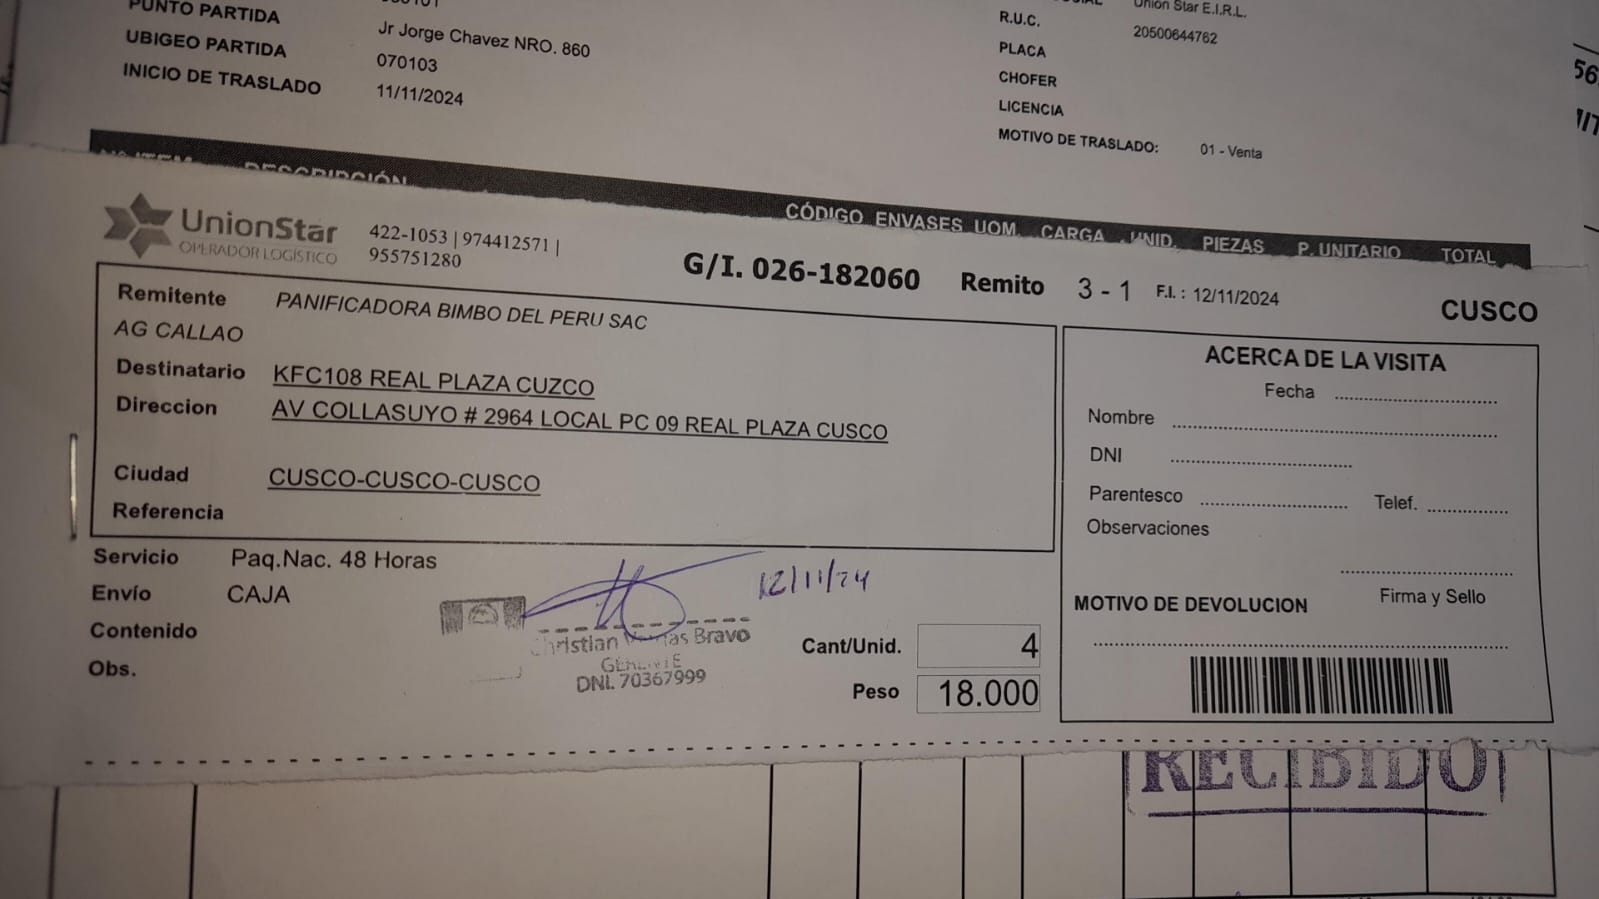 PUNTO PARTIDA
Jr Jorge Chavez NRO. 860
UBIGEO PARTIDA
070103
INICIO DE TRASLADO
11/11/2024
Union Star E.I.R.L.
R.U.C.
20500644762
PLACA
CHOFER
LICENCIA
MOTIVO DE TRASLADO:
01 - Venta
DESCRIPCIÓN
CÓDIGO ENVASES UOM. CARGA UNID. PIEZAS P. UNITARIO TOTAL
UnionStar
OPERADOR LOGÍSTICO
422-1053 | 974412571 |
955751280
G/I. 026-182060 Remito 3 - 1 F.I. : 12/11/2024
CUSCO
Remitente PANIFICADORA BIMBO DEL PERU SAC
AG CALLAO
Destinatario KFC108 REAL PLAZA CUZCO
Direccion AV COLLASUYO # 2964 LOCAL PC 09 REAL PLAZA CUSCO
Ciudad CUSCO-CUSCO-CUSCO
Referencia
Servicio Paq.Nac. 48 Horas
Envío CAJA
Contenido
Obs.
12/11/24
Christian Bravo
GERENTE
DNI. 70367999
Cant/Unid. 4
Peso 18.000
ACERCA DE LA VISITA
Fecha
Nombre
DNI
Parentesco Telef.
Observaciones
Firma y Sello
MOTIVO DE DEVOLUCION
RECIBIDO